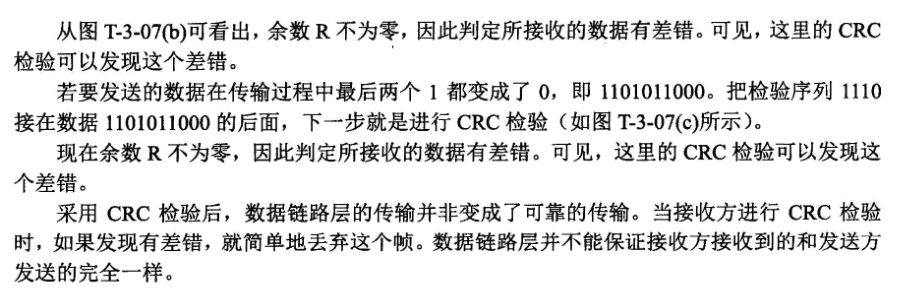 从图 T-3-07(b)可看出，余数 R 不为零，因此判定所接收的数据有差错。可见，这里的 CRC
检验可以发现这个差错。
若要发送的数据在传输过程中最后两个 1 都变成了 0，即 1101011000。把检验序列 1110
接在数据 1101011000 的后面，下一步就是进行 CRC 检验（如图 T-3-07(c)所示）。
现在余数 R 不为零，因此判定所接收的数据有差错。可见，这里的 CRC 检验可以发现这
个差错。
采用 CRC 检验后，数据链路层的传输并非变成了可靠的传输。当接收方进行 CRC 检验
时，如果发现有差错，就简单地丢弃这个帧。数据链路层并不能保证接收方接收到的和发送方
发送的完全一样。